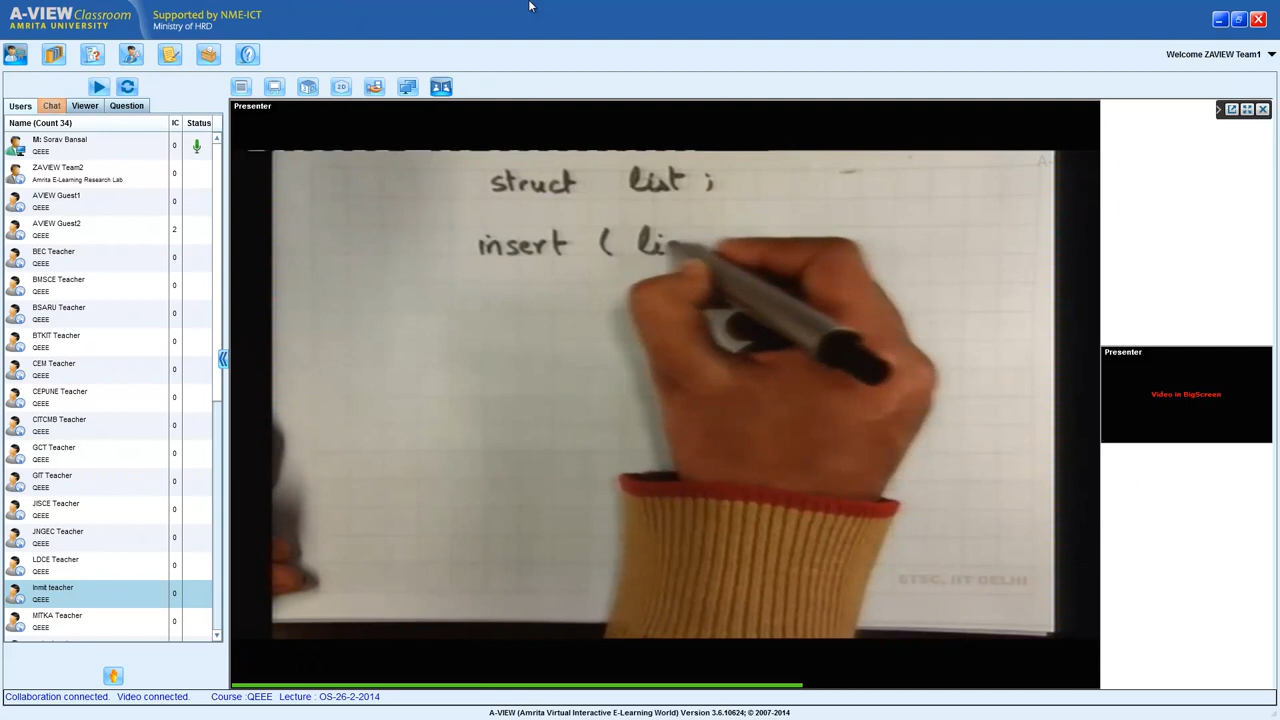 A-VIEW Classroom
AMRITA UNIVERSITY
Supported by NME-ICT
Ministry of HRD
Welcome ZAVIEW Team1
2D
Users Chat Viewer Question
Name (Count 34) IC Status
M: Sorav Bansal
QEEE 0
ZAVIEW Team2
Amrita E-Learning Research Lab 0
AVIEW Guest1
QEEE 0
AVIEW Guest2
QEEE 2
BEC Teacher
QEEE 0
BMSCE Teacher
QEEE 0
BSARU Teacher
QEEE 0
BTKIT Teacher
QEEE 0
CEM Teacher
QEEE 0
CEPUNE Teacher
QEEE 0
CITCMB Teacher
QEEE 0
GCT Teacher
QEEE 0
GIT Teacher
QEEE 0
JISCE Teacher
QEEE 0
JNGEC Teacher
QEEE 0
LDCE Teacher
QEEE 0
lnmit teacher
QEEE 0
MITKA Teacher
QEEE 0
Presenter
struct list ;
insert ( li
ETSC, IIT DELHI
Presenter
Video in BigScreen
Collaboration connected. Video connected. Course :QEEE Lecture : OS-26-2-2014
A-VIEW (Amrita Virtual Interactive E-Learning World) Version 3.6.10624; © 2007-2014